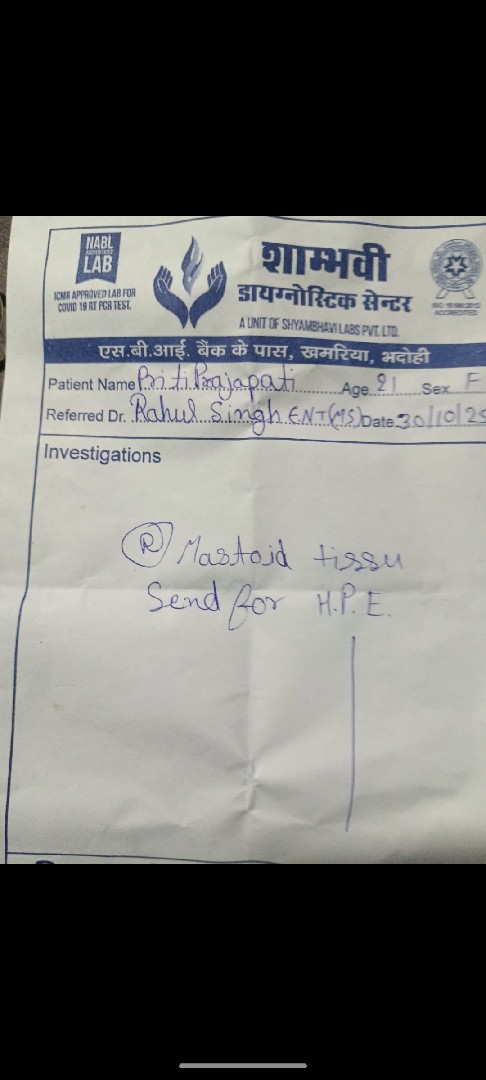 NABL
ACCREDITED
LAB
ICMR APPROVED LAB FOR
COVID 19 RT PCR TEST.
शाम्भवी
डायग्नोस्टिक सेन्टर
A UNIT OF SHYAMBHAVI LABS PVT. LTD.
ACCREDITED
एस.बी.आई. बैंक के पास, खमरिया, भदोही
Patient Name Priti Prajapati Age 21 Sex F
Referred Dr. Rahul Singh ENT (MS) Date 30/10/25
Investigations
(R) Mastoid tissu
Send for H.P.E.